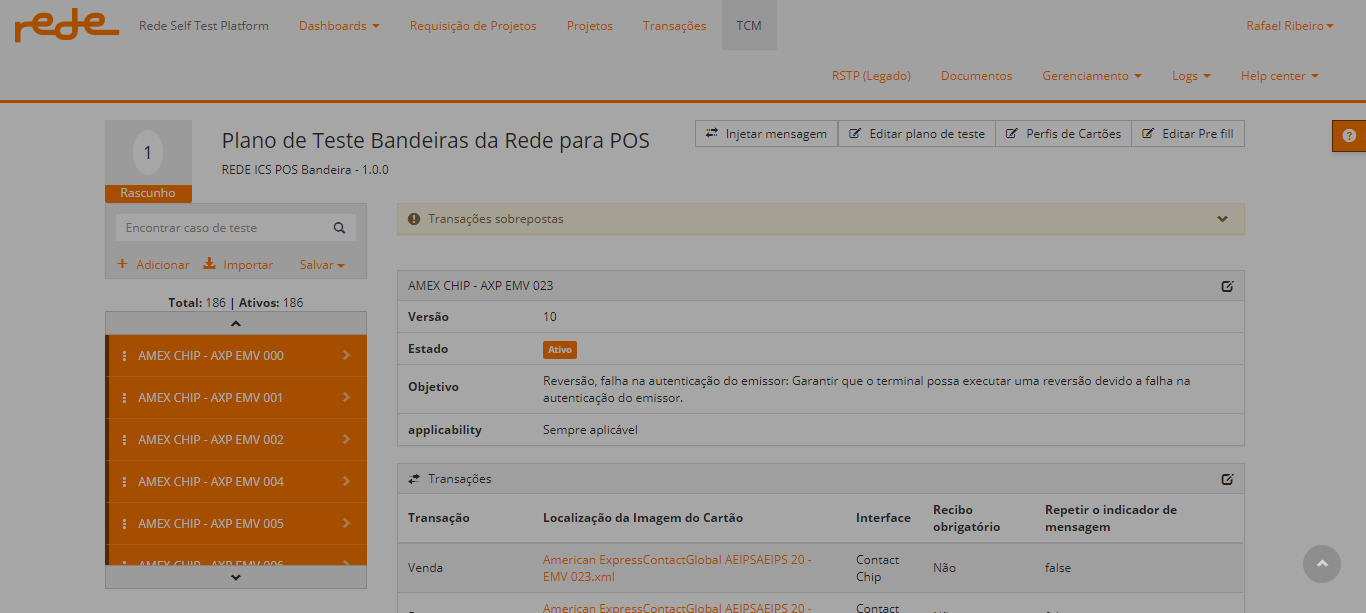 rede Rede Self Test Platform Dashboards Requisição de Projetos Projetos Transações TCM Rafael Ribeiro
RSTP (Legado) Documentos Gerenciamento Logs Help center
1
Rascunho
Plano de Teste Bandeiras da Rede para POS
REDE ICS POS Bandeira - 1.0.0
Injetar mensagem Editar plano de teste Perfis de Cartões Editar Pre fill
Encontrar caso de teste
+ Adicionar Importar Salvar
Total: 186 | Ativos: 186
AMEX CHIP - AXP EMV 000
AMEX CHIP - AXP EMV 001
AMEX CHIP - AXP EMV 002
AMEX CHIP - AXP EMV 004
AMEX CHIP - AXP EMV 005
AMEX CHIP - AXP EMV 006
Transações sobrepostas
AMEX CHIP - AXP EMV 023
Versão 10
Estado Ativo
Objetivo Reversão, falha na autenticação do emissor: Garantir que o terminal possa executar uma reversão devido a falha na
autenticação do emissor.
applicability Sempre aplicável
Transações
Transação Localização da Imagem do Cartão Interface Recibo obrigatório Repetir o indicador de mensagem
Venda American ExpressContactGlobal AEIPSAEIPS 20 -
EMV 023.xml Contact Chip Não false
American ExpressContactGlobal AEIPSAEIPS 20 - Contact